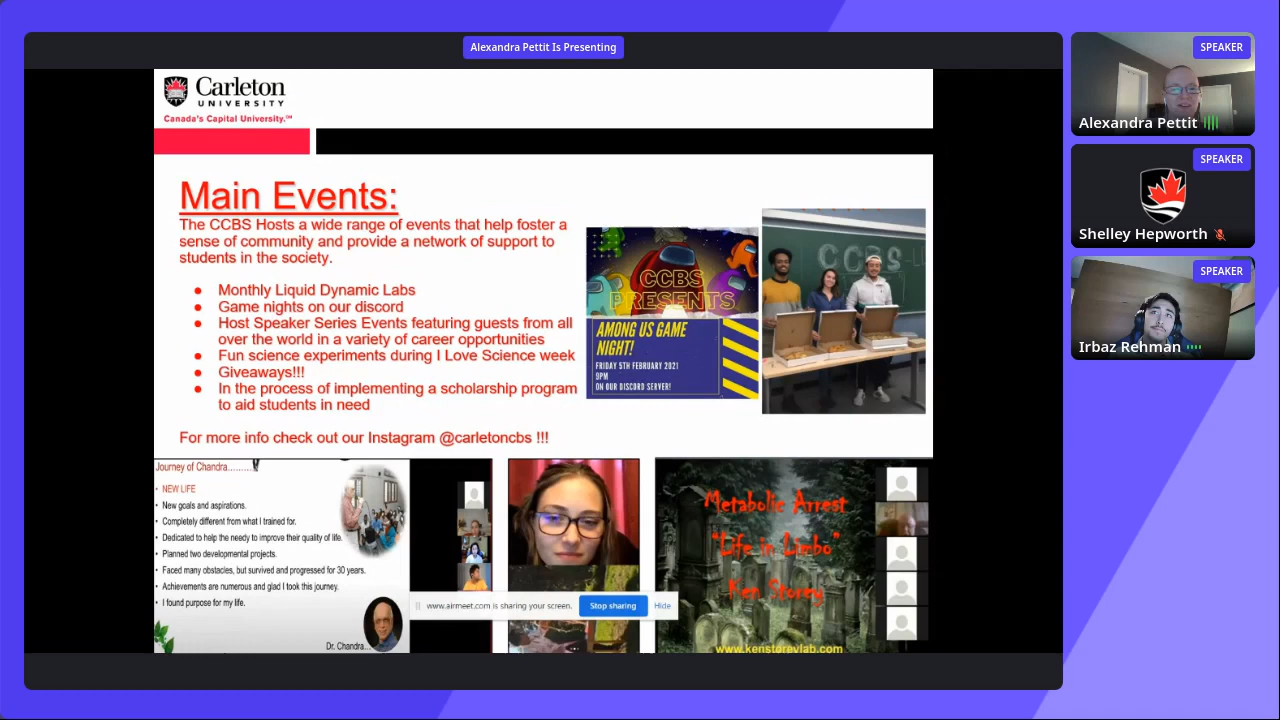 Alexandra Pettit Is Presenting
Carleton
UNIVERSITY
Canada's Capital University.™
Main Events:
The CCBS Hosts a wide range of events that help foster a
sense of community and provide a network of support to
students in the society.
● Monthly Liquid Dynamic Labs
● Game nights on our discord
● Host Speaker Series Events featuring guests from all
over the world in a variety of career opportunities
● Fun science experiments during I Love Science week
● Giveaways!!!
● In the process of implementing a scholarship program
to aid students in need
For more info check out our Instagram @carletoncbs !!!
CCBS
PRESENTS
AMONG US GAME
NIGHT!
FRIDAY 5TH FEBRUARY 2021
9PM
ON OUR DISCORD SERVER!
CCBS
Journey of Chandra.........
• NEW LIFE
• New goals and aspirations.
• Completely different from what I trained for.
• Dedicated to help the needy to improve their quality of life.
• Planned two developmental projects.
• Faced many obstacles, but survived and progressed for 30 years.
• Achievements are numerous and glad I took this journey.
• I found purpose for my life.
Dr. Chandra...
www.airmeet.com is sharing your screen.
Stop sharing
Hide
Metabolic Arrest
"Life in Limbo"
Ken Storey
www.kenstoreylab.com
SPEAKER
Alexandra Pettit
SPEAKER
Shelley Hepworth
SPEAKER
Irbaz Rehman